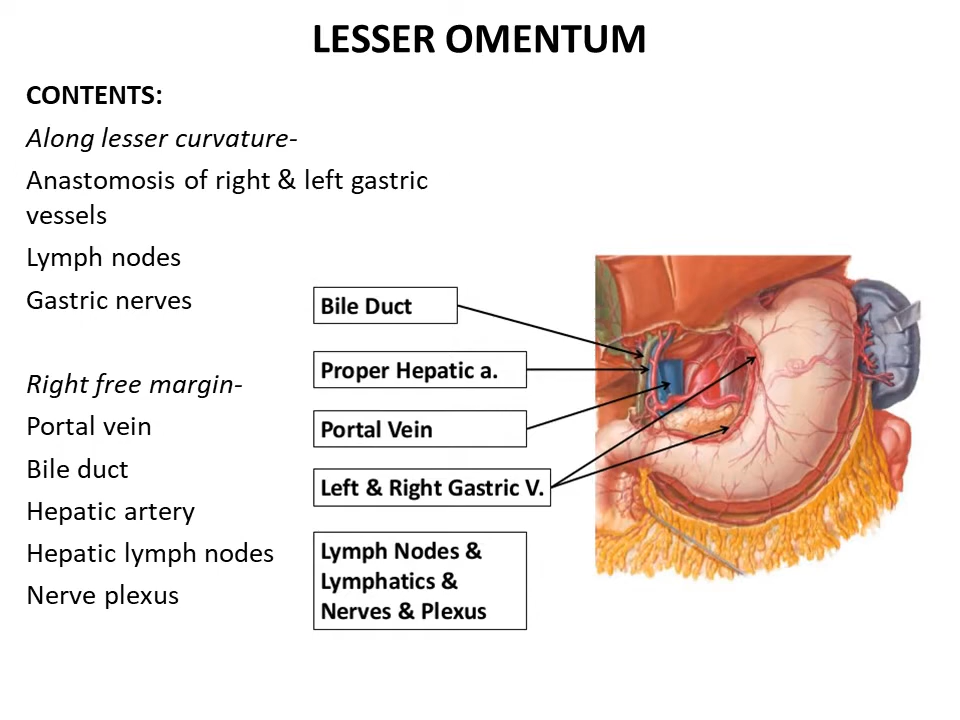 LESSER OMENTUM
CONTENTS:
Along lesser curvature-
Anastomosis of right & left gastric
vessels
Lymph nodes
Gastric nerves
Right free margin-
Portal vein
Bile duct
Hepatic artery
Hepatic lymph nodes
Nerve plexus
Bile Duct
Proper Hepatic a.
Portal Vein
Left & Right Gastric V.
Lymph Nodes &
Lymphatics &
Nerves & Plexus